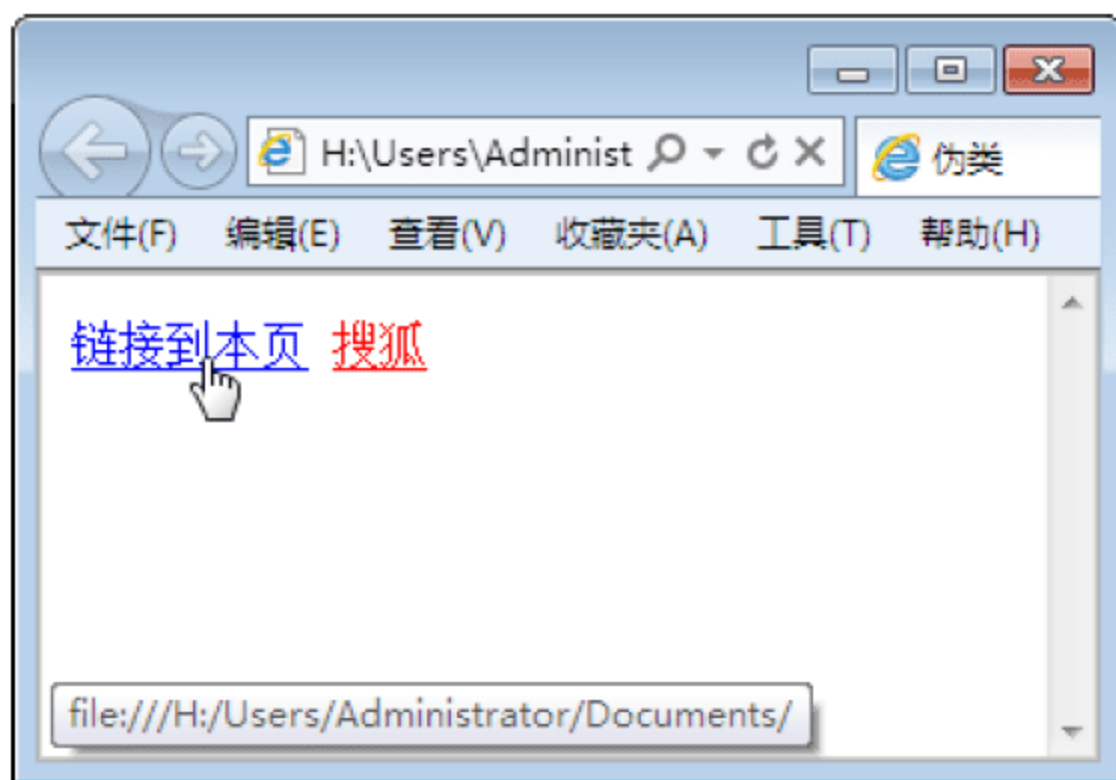 H:\Users\Administ 伪类
文件(F) 编辑(E) 查看(V) 收藏夹(A) 工具(T) 帮助(H)
链接到本页 搜狐
file:///H:/Users/Administrator/Documents/